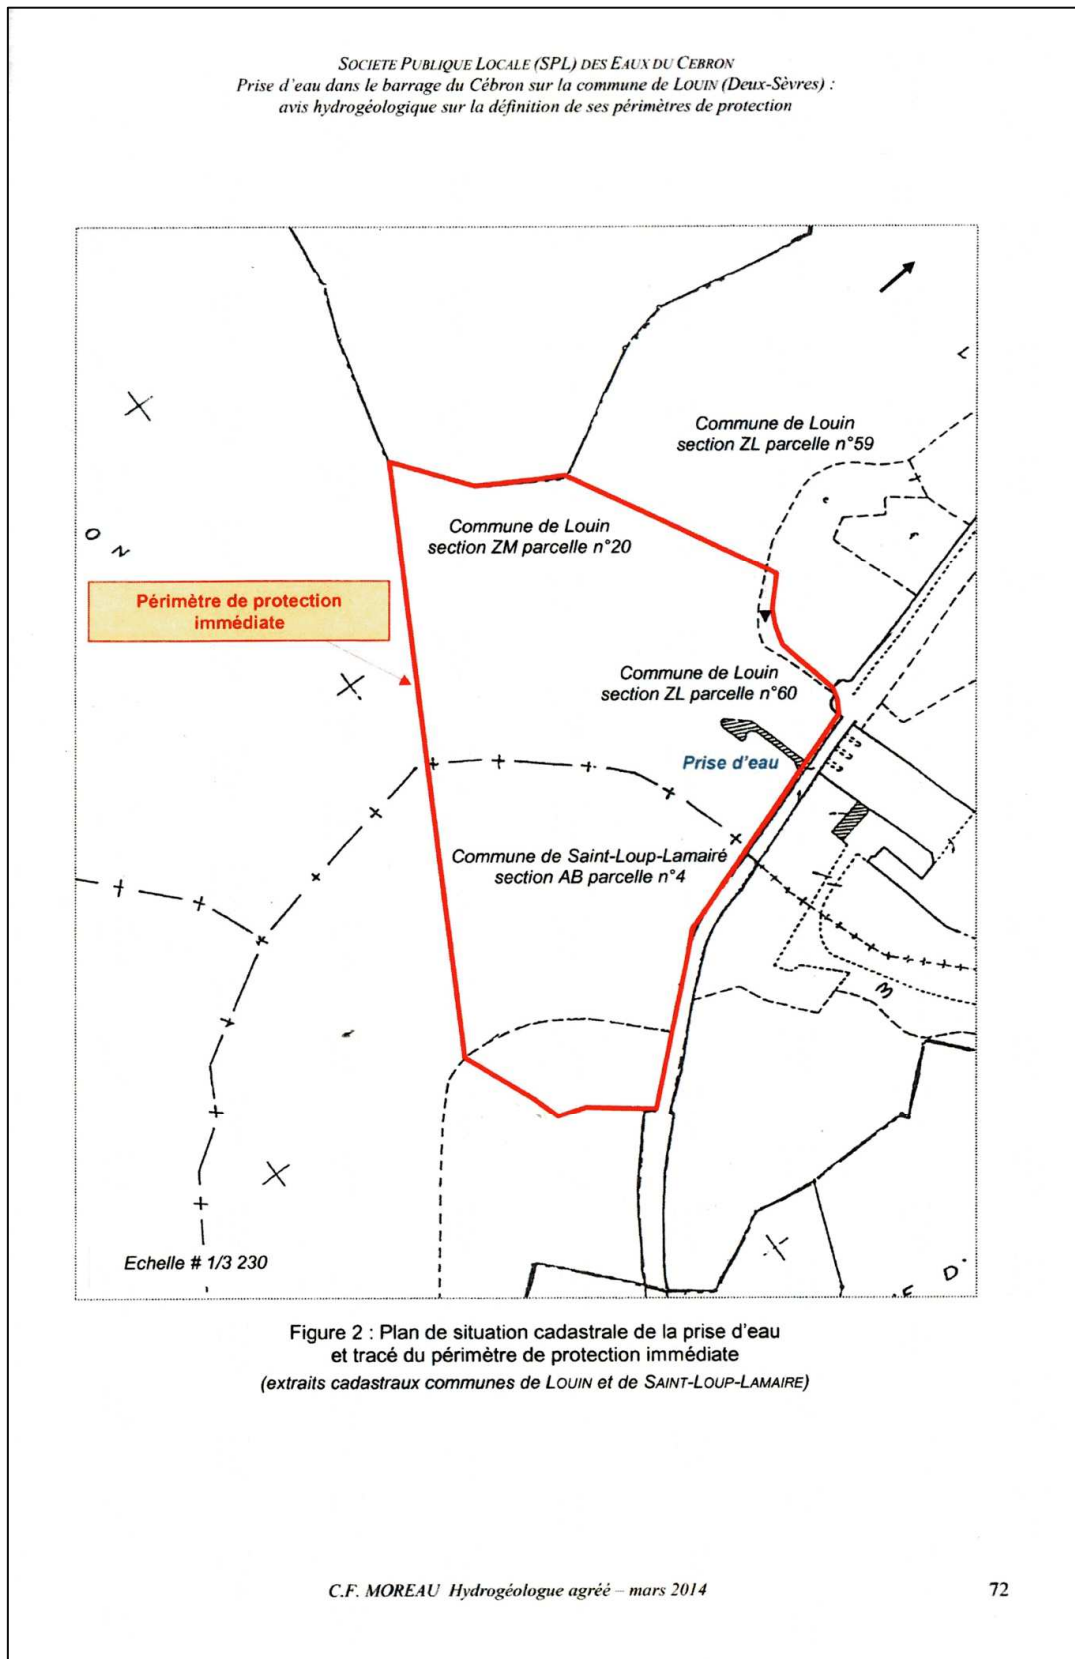 SOCIETE PUBLIQUE LOCALE (SPL) DES EAUX DU CEBRON
Prise d'eau dans le barrage du Cébron sur la commune de LOUIN (Deux-Sèvres) :
avis hydrogéologique sur la définition de ses périmètres de protection
L
Commune de Louin
section ZL parcelle n°59
Commune de Louin
section ZM parcelle n°20
O N
Périmètre de protection
immédiate
Commune de Louin
section ZL parcelle n°60
Prise d'eau
Commune de Saint-Loup-Lamairé
section AB parcelle n°4
Echelle # 1/3 230
D
Figure 2 : Plan de situation cadastrale de la prise d'eau
et tracé du périmètre de protection immédiate
(extraits cadastraux communes de LOUIN et de SAINT-LOUP-LAMAIRE)
C.F. MOREAU Hydrogéologue agréé – mars 2014
72